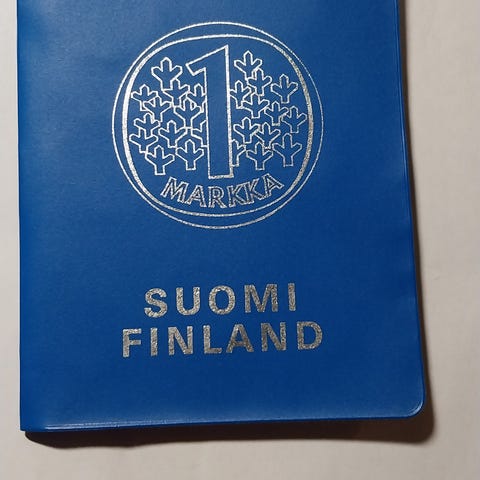 1
MARKKA
SUOMI
FINLAND